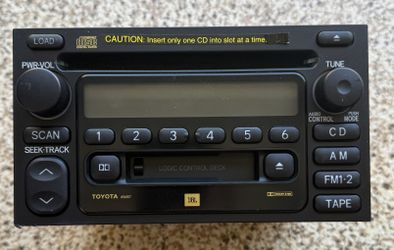 LOAD
CAUTION: Insert only one CD into slot at a time.
PWR·VOL
TUNE
AUDIO CONTROL
PUSH MODE
1 2 3 4 5 6
SCAN
SEEK·TRACK
CD
AM
FM1·2
TAPE
LOGIC CONTROL DECK
TOYOTA
JBL